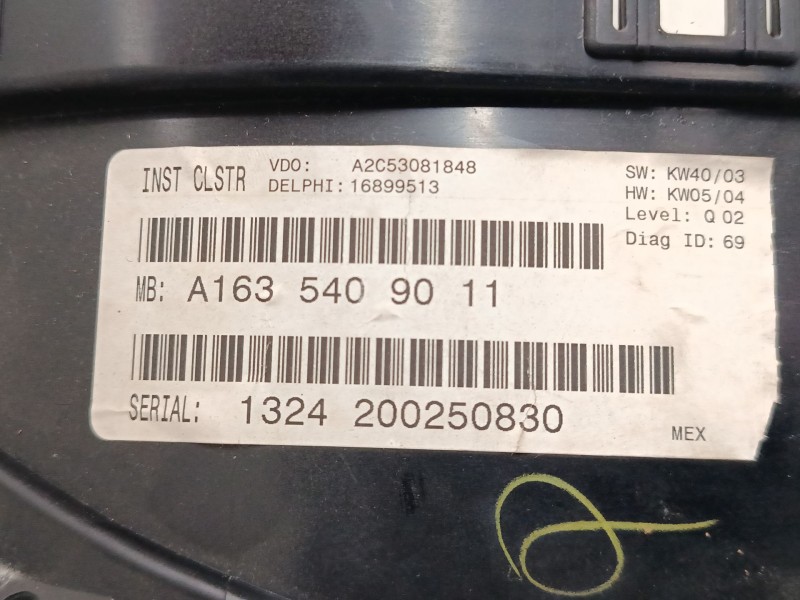 INST CLSTR VDO: A2C53081848
DELPHI: 16899513
SW: KW40/03
HW: KW05/04
Level: Q 02
Diag ID: 69
MB: A163 540 90 11
SERIAL: 1324 200250830
MEX